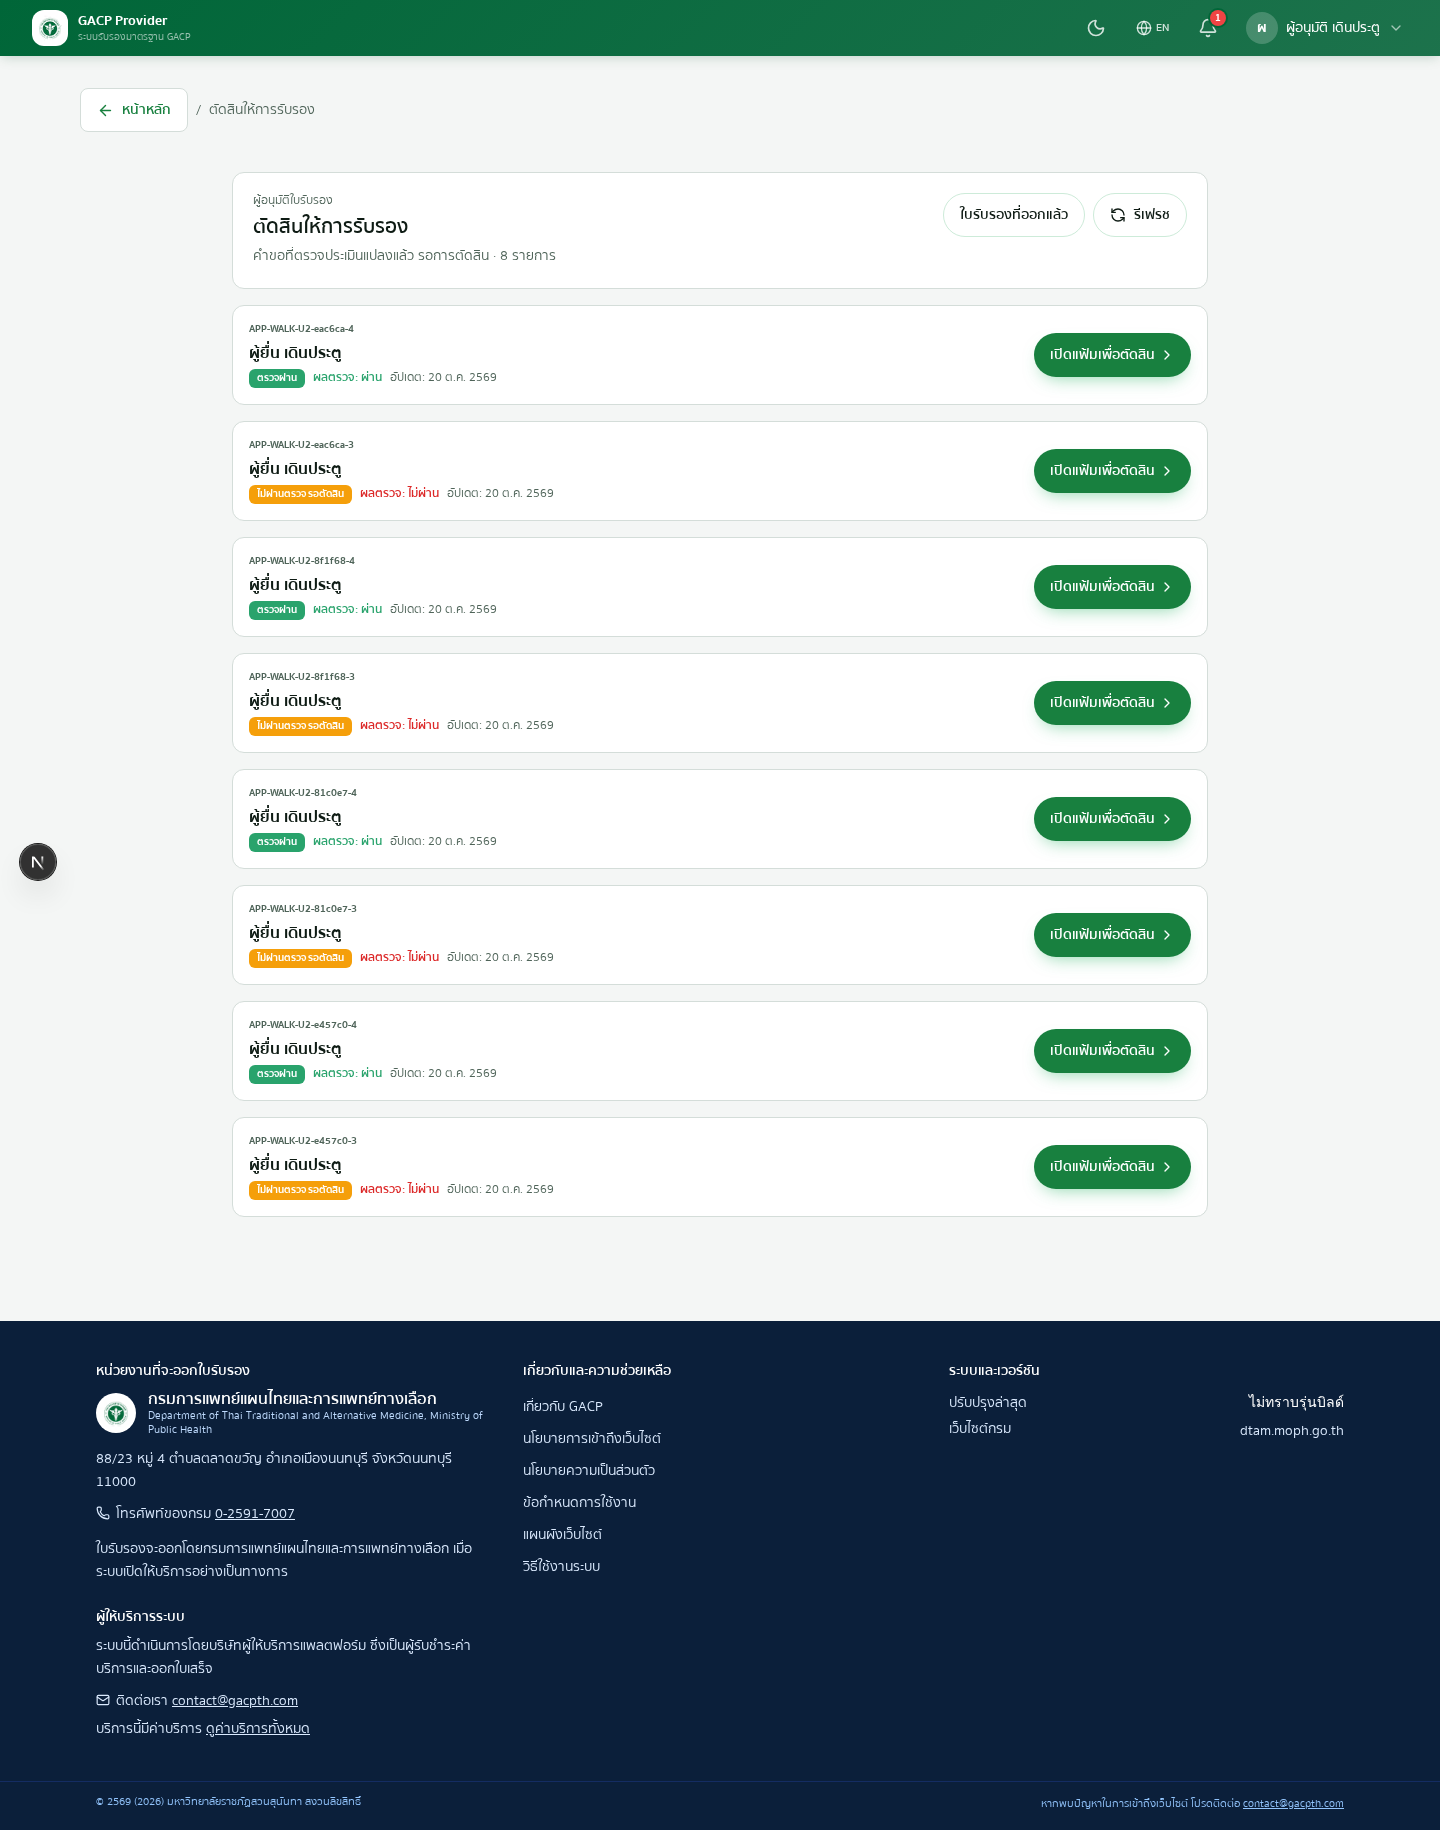 GACP Provider
ระบบรับรองมาตรฐาน GACP
EN
1
ผ
ผู้อนุมัติ เดินประตู
หน้าหลัก
/ ตัดสินให้การรับรอง
ผู้อนุมัติใบรับรอง
ตัดสินให้การรับรอง
คำขอที่ตรวจประเมินแปลงแล้ว รอการตัดสิน · 8 รายการ
ใบรับรองที่ออกแล้ว
รีเฟรช
APP-WALK-U2-eac6ca-4
ผู้ยื่น เดินประตู
ตรวจผ่าน ผลตรวจ: ผ่าน อัปเดต: 20 ต.ค. 2569
เปิดแฟ้มเพื่อตัดสิน
APP-WALK-U2-eac6ca-3
ผู้ยื่น เดินประตู
ไม่ผ่านตรวจ รอตัดสิน ผลตรวจ: ไม่ผ่าน อัปเดต: 20 ต.ค. 2569
เปิดแฟ้มเพื่อตัดสิน
APP-WALK-U2-8f1f68-4
ผู้ยื่น เดินประตู
ตรวจผ่าน ผลตรวจ: ผ่าน อัปเดต: 20 ต.ค. 2569
เปิดแฟ้มเพื่อตัดสิน
APP-WALK-U2-8f1f68-3
ผู้ยื่น เดินประตู
ไม่ผ่านตรวจ รอตัดสิน ผลตรวจ: ไม่ผ่าน อัปเดต: 20 ต.ค. 2569
เปิดแฟ้มเพื่อตัดสิน
APP-WALK-U2-81c0e7-4
ผู้ยื่น เดินประตู
ตรวจผ่าน ผลตรวจ: ผ่าน อัปเดต: 20 ต.ค. 2569
เปิดแฟ้มเพื่อตัดสิน
APP-WALK-U2-81c0e7-3
ผู้ยื่น เดินประตู
ไม่ผ่านตรวจ รอตัดสิน ผลตรวจ: ไม่ผ่าน อัปเดต: 20 ต.ค. 2569
เปิดแฟ้มเพื่อตัดสิน
APP-WALK-U2-e457c0-4
ผู้ยื่น เดินประตู
ตรวจผ่าน ผลตรวจ: ผ่าน อัปเดต: 20 ต.ค. 2569
เปิดแฟ้มเพื่อตัดสิน
APP-WALK-U2-e457c0-3
ผู้ยื่น เดินประตู
ไม่ผ่านตรวจ รอตัดสิน ผลตรวจ: ไม่ผ่าน อัปเดต: 20 ต.ค. 2569
เปิดแฟ้มเพื่อตัดสิน
N
หน่วยงานที่จะออกใบรับรอง
กรมการแพทย์แผนไทยและการแพทย์ทางเลือก
Department of Thai Traditional and Alternative Medicine, Ministry of
Public Health
88/23 หมู่ 4 ตำบลตลาดขวัญ อำเภอเมืองนนทบุรี จังหวัดนนทบุรี
11000
โทรศัพท์ของกรม 0-2591-7007
ใบรับรองจะออกโดยกรมการแพทย์แผนไทยและการแพทย์ทางเลือก เมื่อ
ระบบเปิดให้บริการอย่างเป็นทางการ
ผู้ให้บริการระบบ
ระบบนี้ดำเนินการโดยบริษัทผู้ให้บริการแพลตฟอร์ม ซึ่งเป็นผู้รับชำระค่า
บริการและออกใบเสร็จ
ติดต่อเรา contact@gacpth.com
บริการนี้มีค่าบริการ ดูค่าบริการทั้งหมด
เกี่ยวกับและความช่วยเหลือ
เกี่ยวกับ GACP
นโยบายการเข้าถึงเว็บไซต์
นโยบายความเป็นส่วนตัว
ข้อกำหนดการใช้งาน
แผนผังเว็บไซต์
วิธีใช้งานระบบ
ระบบและเวอร์ชัน
ปรับปรุงล่าสุด ไม่ทราบรุ่นบิลด์
เว็บไซต์กรม dtam.moph.go.th
© 2569 (2026) มหาวิทยาลัยราชภัฏสวนสุนันทา สงวนลิขสิทธิ์
หากพบปัญหาในการเข้าถึงเว็บไซต์ โปรดติดต่อ contact@gacpth.com